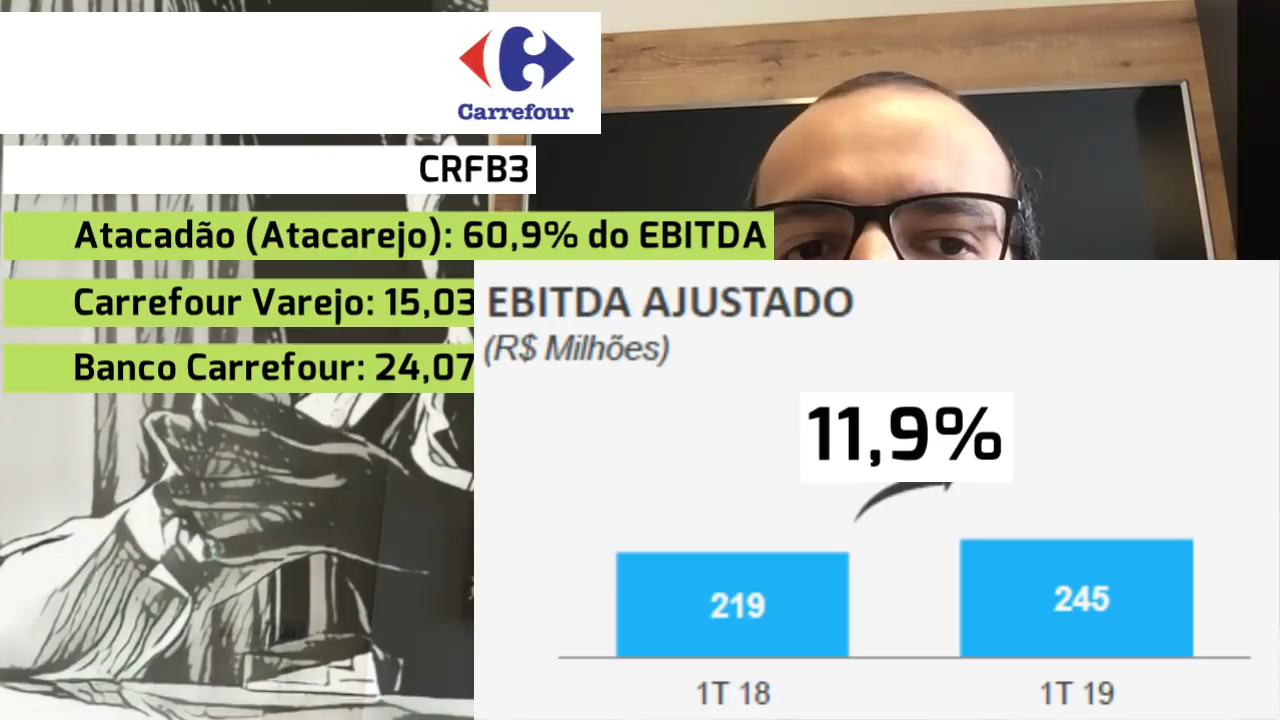 Carrefour
CRFB3
Atacadão (Atacarejo): 60,9% do EBITDA
Carrefour Varejo: 15,03
Banco Carrefour: 24,07
EBITDA AJUSTADO
(R$ Milhões)
11,9%
219
245
1T 18
1T 19